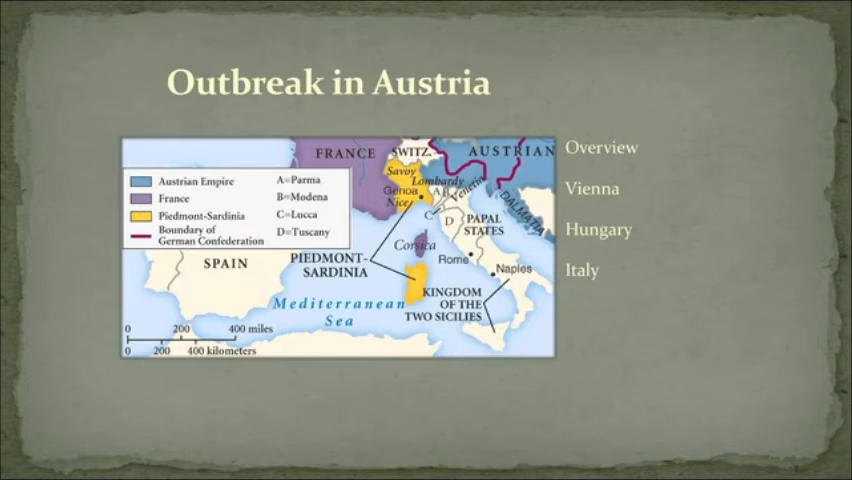 Outbreak in Austria
FRANCE
SWITZ.
AUSTRIAN
Savoy
Lombardy
Venetia
Genoa
Nice
A
B
C
D
DALMATIA
PAPAL
STATES
Corsica
Rome
Naples
PIEDMONT-
SARDINIA
KINGDOM
OF THE
TWO SICILIES
SPAIN
Mediterranean
Sea
Austrian Empire
France
Piedmont-Sardinia
Boundary of
German Confederation
A=Parma
B=Modena
C=Lucca
D=Tuscany
0 200 400 miles
0 200 400 kilometers
Overview
Vienna
Hungary
Italy